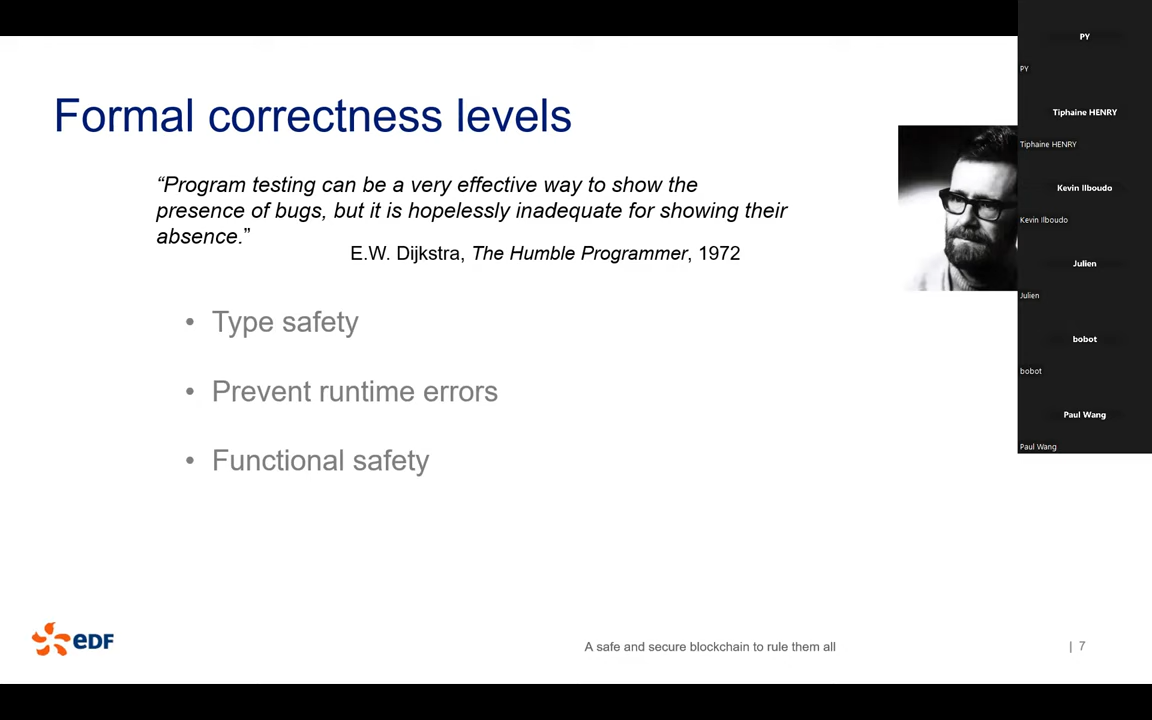 Formal correctness levels
“Program testing can be a very effective way to show the
presence of bugs, but it is hopelessly inadequate for showing their
absence.”
E.W. Dijkstra, The Humble Programmer, 1972
• Type safety
• Prevent runtime errors
• Functional safety
eDF
A safe and secure blockchain to rule them all
| 7
PY
PY
Tiphaine HENRY
Tiphaine HENRY
Kevin Ilboudo
Kevin Ilboudo
Julien
Julien
bobot
bobot
Paul Wang
Paul Wang